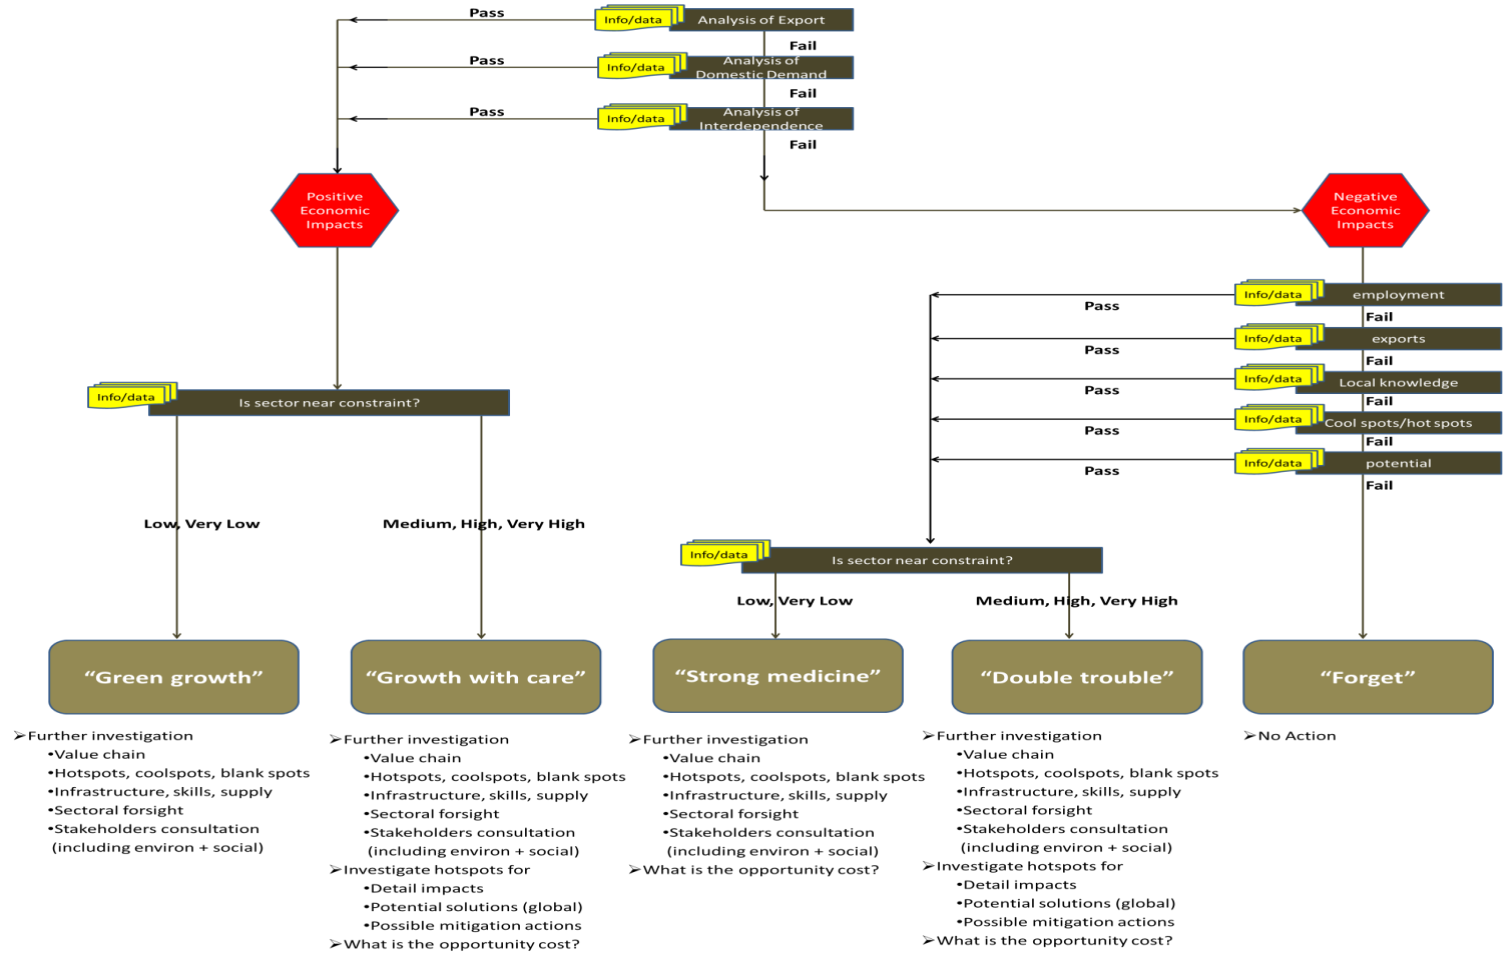 Pass
Info/data
Analysis of Export
Fail
Pass
Info/data
Analysis of
Domestic Demand
Fail
Pass
Info/data
Analysis of
Interdependence
Fail
Positive
Economic
Impacts
Negative
Economic
Impacts
Pass
Info/data
employment
Fail
Pass
Info/data
exports
Fail
Pass
Info/data
Local knowledge
Fail
Pass
Info/data
Cool spots/hot spots
Fail
Pass
Info/data
potential
Fail
Info/data
Is sector near constraint?
Low, Very Low
Medium, High, Very High
Info/data
Is sector near constraint?
Low, Very Low
Medium, High, Very High
“Green growth”
➢Further investigation
•Value chain
•Hotspots, coolspots, blank spots
•Infrastructure, skills, supply
•Sectoral forsight
•Stakeholders consultation
(including environ + social)
“Growth with care”
➢Further investigation
•Value chain
•Hotspots, coolspots, blank spots
•Infrastructure, skills, supply
•Sectoral forsight
•Stakeholders consultation
(including environ + social)
➢Investigate hotspots for
•Detail impacts
•Potential solutions (global)
•Possible mitigation actions
➢What is the opportunity cost?
“Strong medicine”
➢Further investigation
•Value chain
•Hotspots, coolspots, blank spots
•Infrastructure, skills, supply
•Sectoral forsight
•Stakeholders consultation
(including environ + social)
➢What is the opportunity cost?
“Double trouble”
➢Further investigation
•Value chain
•Hotspots, coolspots, blank spots
•Infrastructure, skills, supply
•Sectoral forsight
•Stakeholders consultation
(including environ + social)
➢Investigate hotspots for
•Detail impacts
•Potential solutions (global)
•Possible mitigation actions
➢What is the opportunity cost?
“Forget”
➢No Action